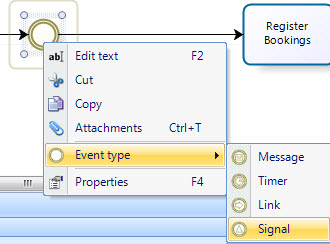 Register
Bookings
Edit text F2
Cut
Copy
Attachments Ctrl+T
Event type
Properties F4
Message
Timer
Link
Signal